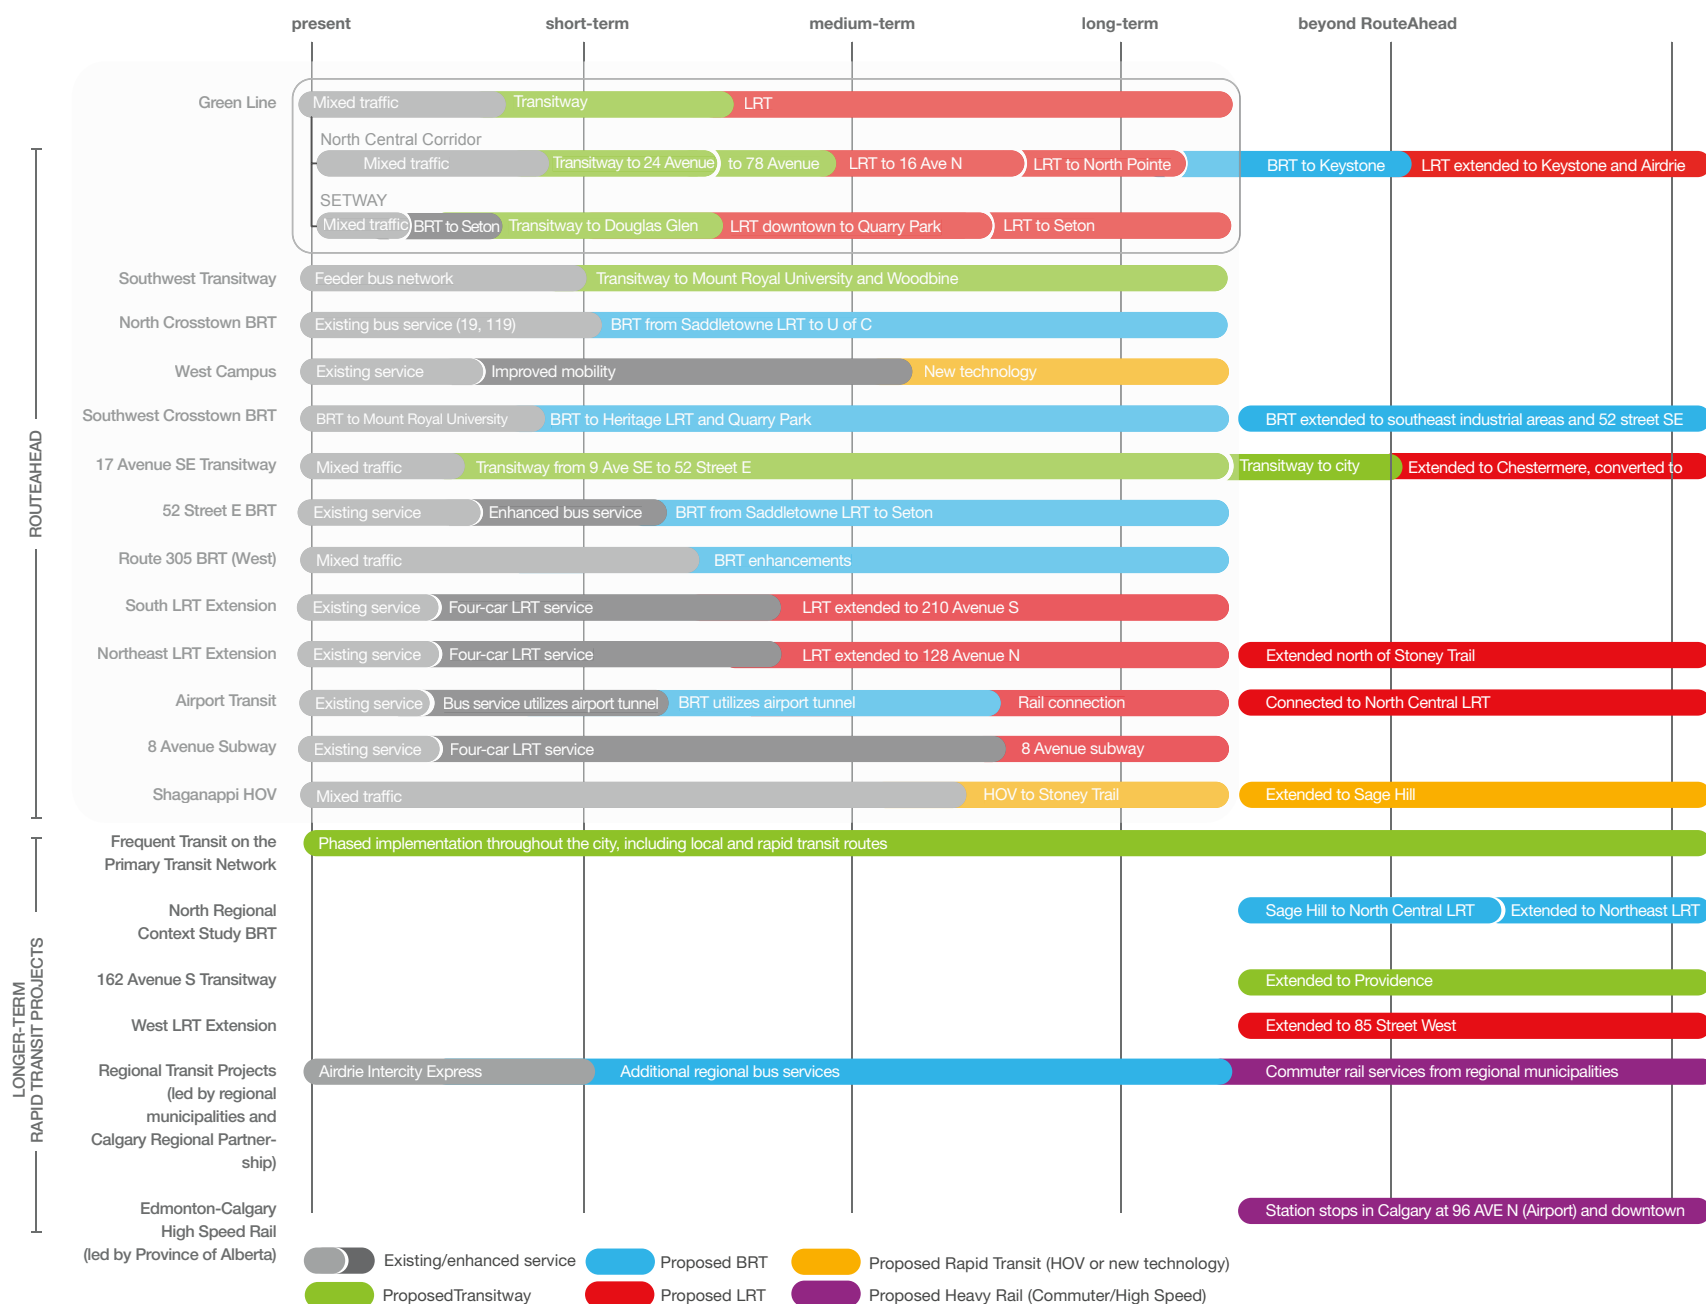 present short-term medium-term long-term beyond RouteAhead
Green Line Mixed traffic Transitway LRT
North Central Corridor
Mixed traffic Transitway to 24 Avenue to 78 Avenue LRT to 16 Ave N LRT to North Pointe BRT to Keystone LRT extended to Keystone and Airdrie
SETWAY
Mixed traffic BRT to Seton Transitway to Douglas Glen LRT downtown to Quarry Park LRT to Seton
Southwest Transitway Feeder bus network Transitway to Mount Royal University and Woodbine
North Crosstown BRT Existing bus service (19, 119) BRT from Saddletowne LRT to U of C
West Campus Existing service Improved mobility New technology
Southwest Crosstown BRT BRT to Mount Royal University BRT to Heritage LRT and Quarry Park BRT extended to southeast industrial areas and 52 street SE
17 Avenue SE Transitway Mixed traffic Transitway from 9 Ave SE to 52 Street E Transitway to city Extended to Chestermere, converted to
52 Street E BRT Existing service Enhanced bus service BRT from Saddletowne LRT to Seton
Route 305 BRT (West) Mixed traffic BRT enhancements
South LRT Extension Existing service Four-car LRT service LRT extended to 210 Avenue S
Northeast LRT Extension Existing service Four-car LRT service LRT extended to 128 Avenue N Extended north of Stoney Trail
Airport Transit Existing service Bus service utilizes airport tunnel BRT utilizes airport tunnel Rail connection Connected to North Central LRT
8 Avenue Subway Existing service Four-car LRT service 8 Avenue subway
Shaganappi HOV Mixed traffic HOV to Stoney Trail Extended to Sage Hill
ROUTEAHEAD
Frequent Transit on the
Primary Transit Network
Phased implementation throughout the city, including local and rapid transit routes
North Regional
Context Study BRT
Sage Hill to North Central LRT Extended to Northeast LRT
162 Avenue S Transitway Extended to Providence
West LRT Extension Extended to 85 Street West
Regional Transit Projects
(led by regional
municipalities and
Calgary Regional Partner-
ship)
Airdrie Intercity Express Additional regional bus services Commuter rail services from regional municipalities
Edmonton-Calgary
High Speed Rail
(led by Province of Alberta)
Station stops in Calgary at 96 AVE N (Airport) and downtown
LONGER-TERM
RAPID TRANSIT PROJECTS
Existing/enhanced service Proposed BRT Proposed Rapid Transit (HOV or new technology)
ProposedTransitway Proposed LRT Proposed Heavy Rail (Commuter/High Speed)